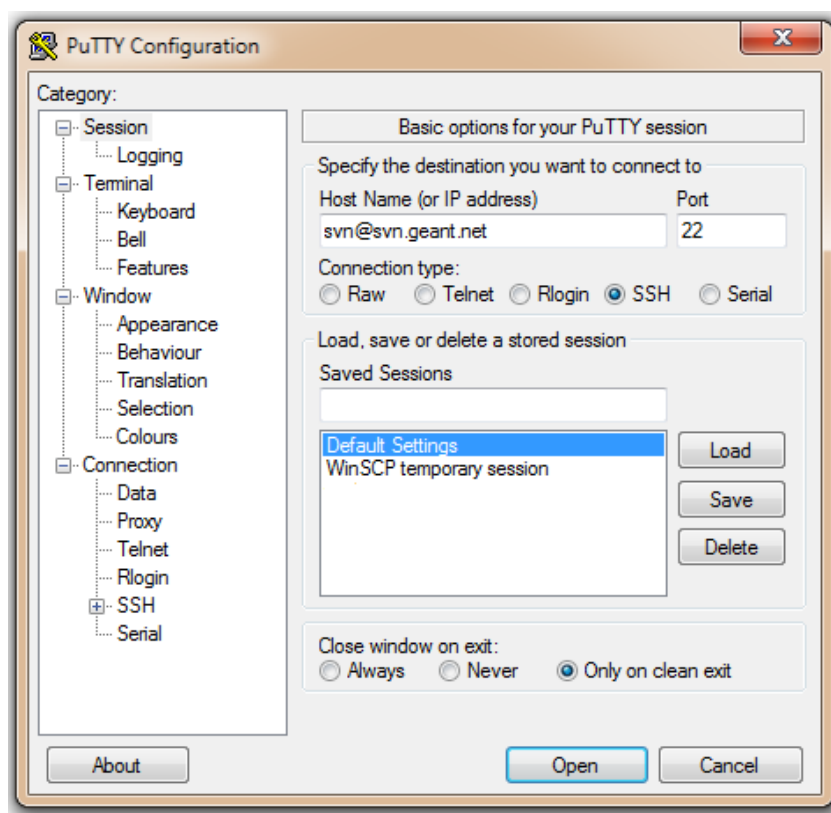 PuTTY Configuration
Category:
Session
Logging
Terminal
Keyboard
Bell
Features
Window
Appearance
Behaviour
Translation
Selection
Colours
Connection
Data
Proxy
Telnet
Rlogin
SSH
Serial
Basic options for your PuTTY session
Specify the destination you want to connect to
Host Name (or IP address) Port
svn@svn.geant.net 22
Connection type:
Raw Telnet Rlogin SSH Serial
Load, save or delete a stored session
Saved Sessions
Default Settings
WinSCP temporary session
Load
Save
Delete
Close window on exit:
Always Never Only on clean exit
About Open Cancel